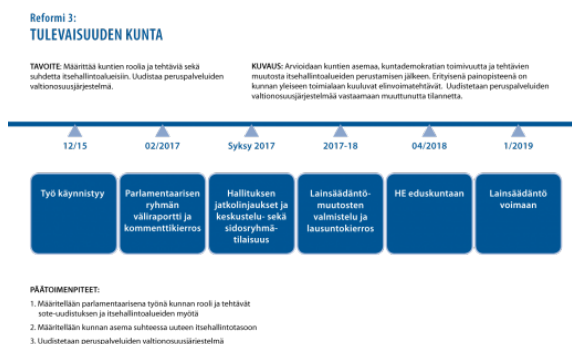 Reformi 3:
TULEVAISUUDEN KUNTA
TAVOITE: Määrittää kuntien roolia ja tehtäviä sekä
suhdetta itsehallintoalueisiin. Uudistaa peruspalveluiden
valtionosuusjärjestelmä.
KUVAUS: Arvioidaan kuntien asemaa, kuntademokratian toimivuutta ja tehtävien
muutosta itsehallintoalueiden perustamisen jälkeen. Erityisenä painopisteenä on
kunnan yleiseen toimialaan kuuluvat elinvoimatehtävät. Uudistetaan peruspalveluiden
valtionosuusjärjestelmää vastaamaan muuttunutta tilannetta.
12/15
02/2017
Syksy 2017
2017-18
04/2018
1/2019
Työ käynnistyy
Parlamentaarisen
ryhmän
väliraportti ja
kommenttikierros
Hallituksen
jatkolinjaukset ja
keskustelu- sekä
sidosryhmä-
tilaisuus
Lainsäädäntö-
muutosten
valmistelu ja
lausuntokierros
HE eduskuntaan
Lainsäädäntö
voimaan
PÄÄTOIMENPITEET:
1. Määritellään parlamentaarisena työnä kunnan rooli ja tehtävät
sote-uudistuksen ja itsehallintoalueiden myötä
2. Määritellään kunnan asema suhteessa uuteen itsehallintotasoon
3. Uudistetaan peruspalveluiden valtionosuusjärjestelmä